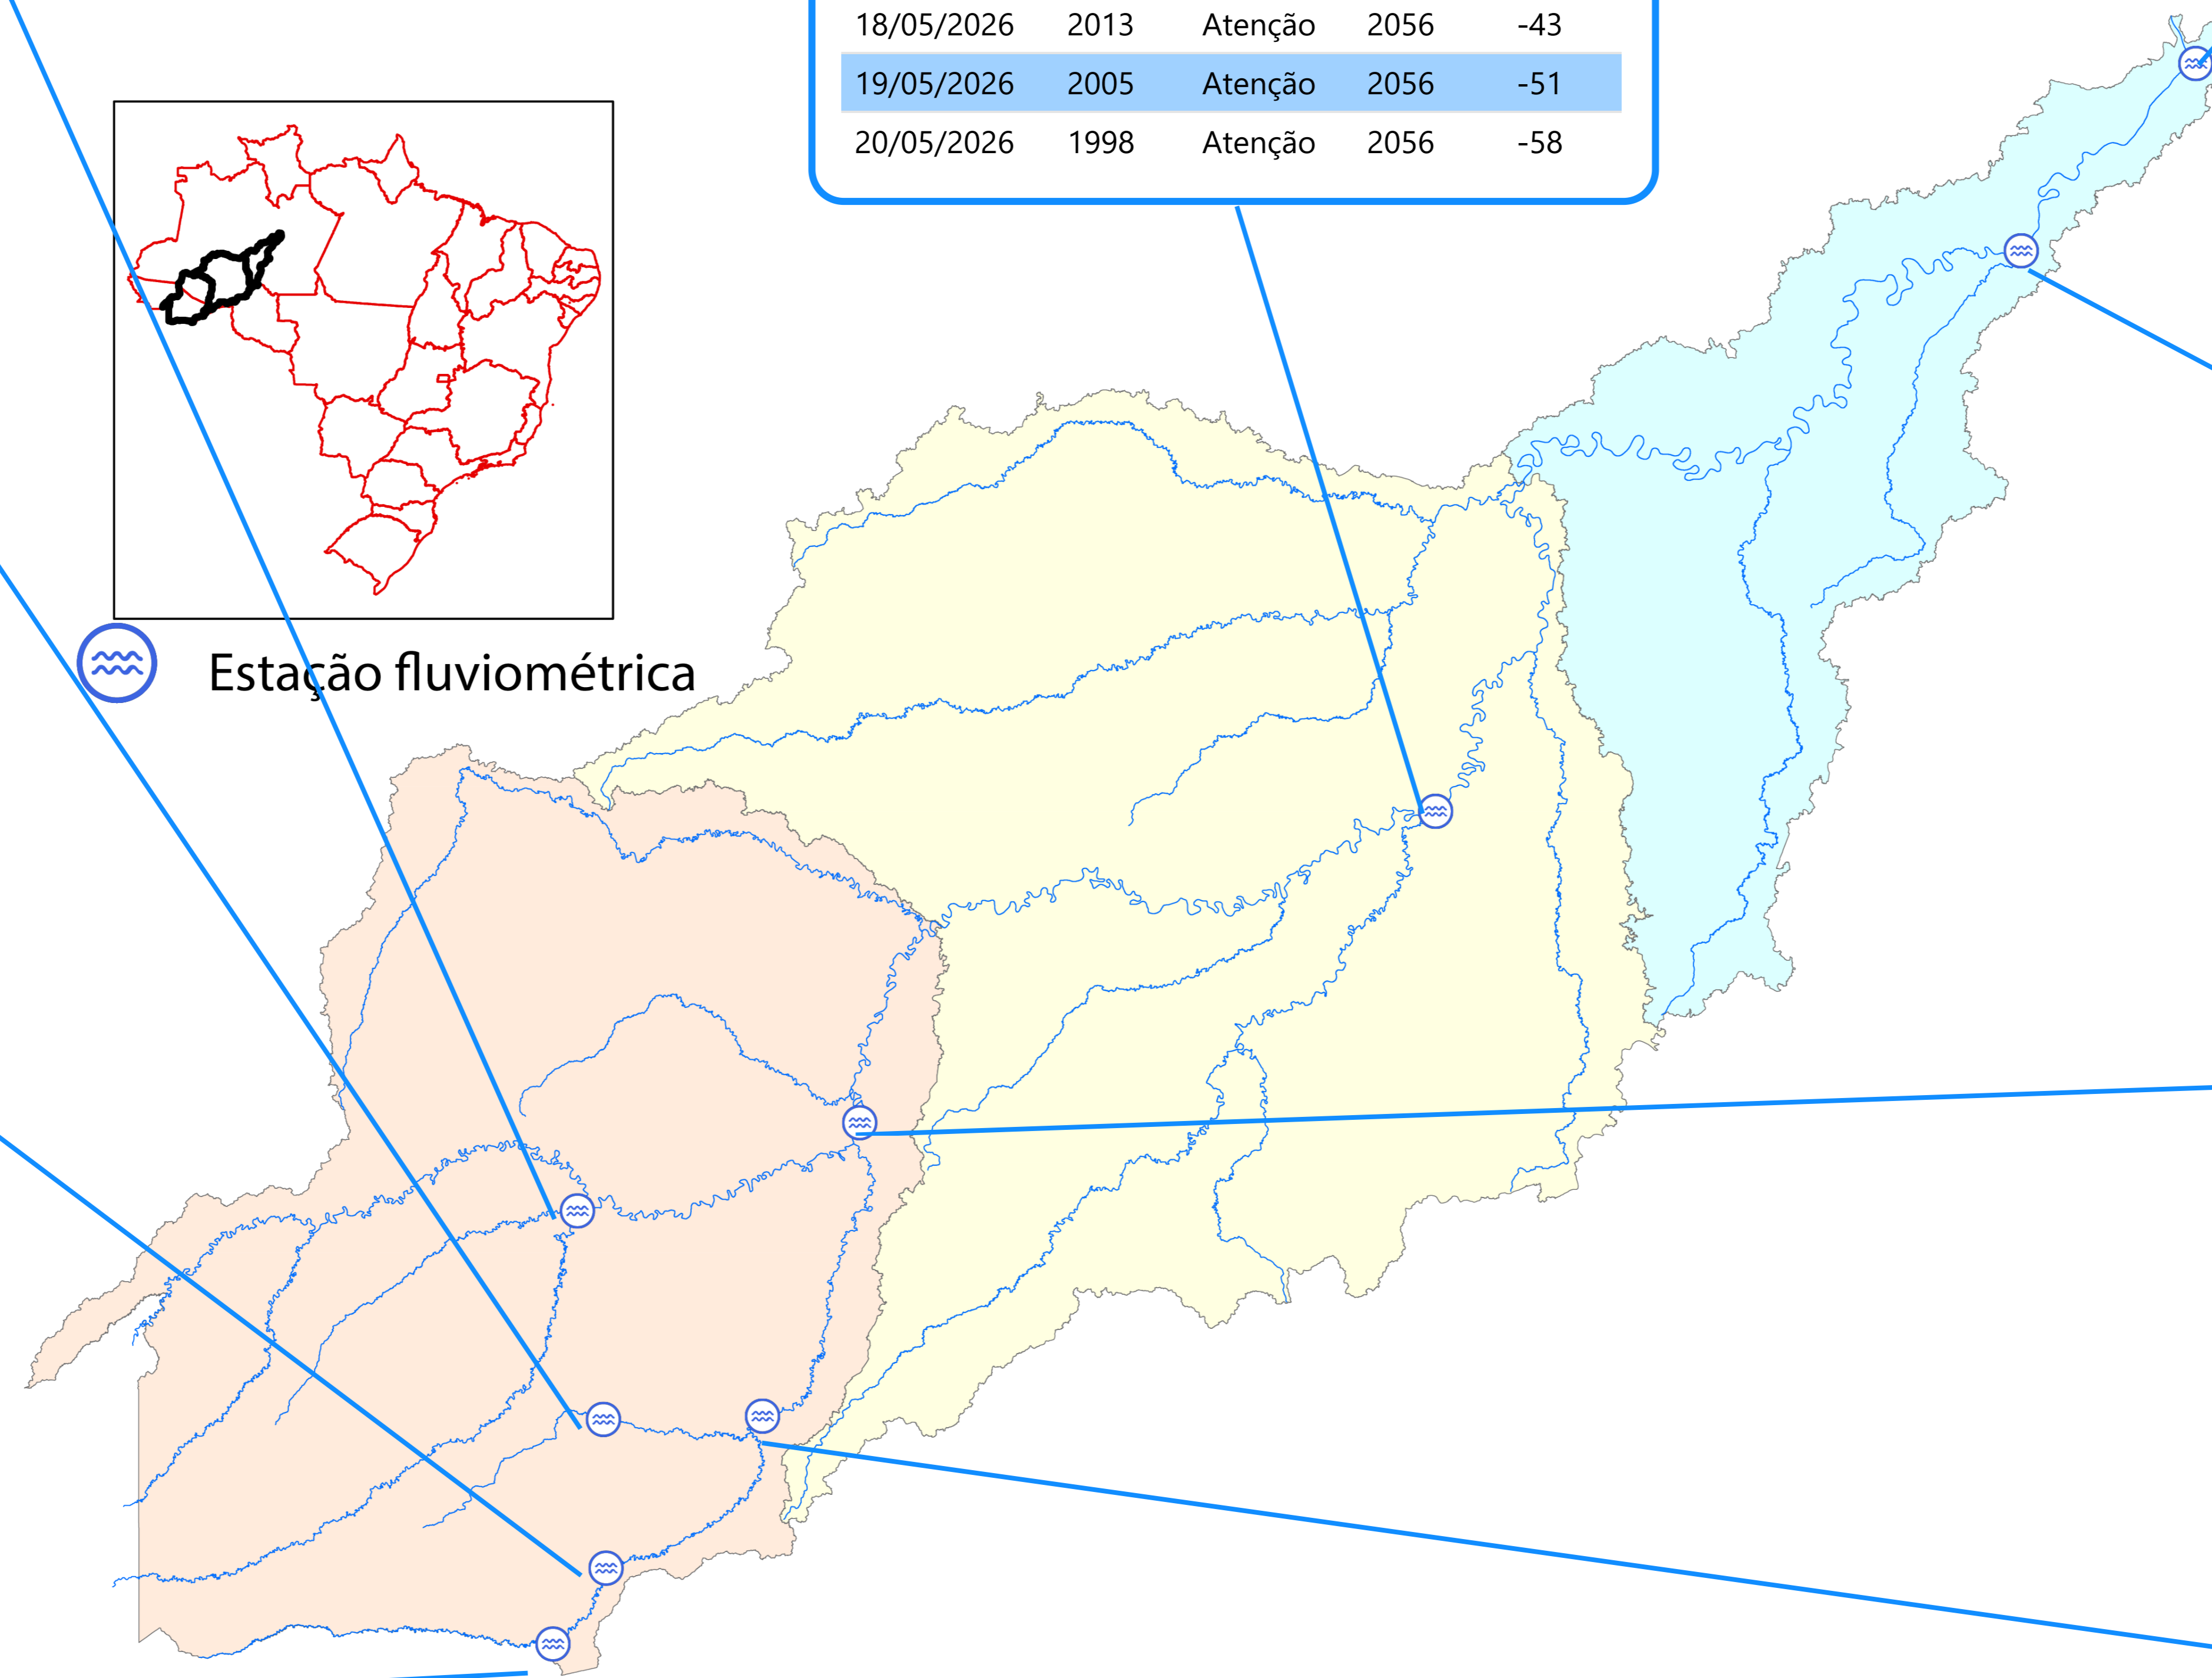 18/05/2026 2013 Atenção 2056 -43
19/05/2026 2005 Atenção 2056 -51
20/05/2026 1998 Atenção 2056 -58
Estação fluviométrica